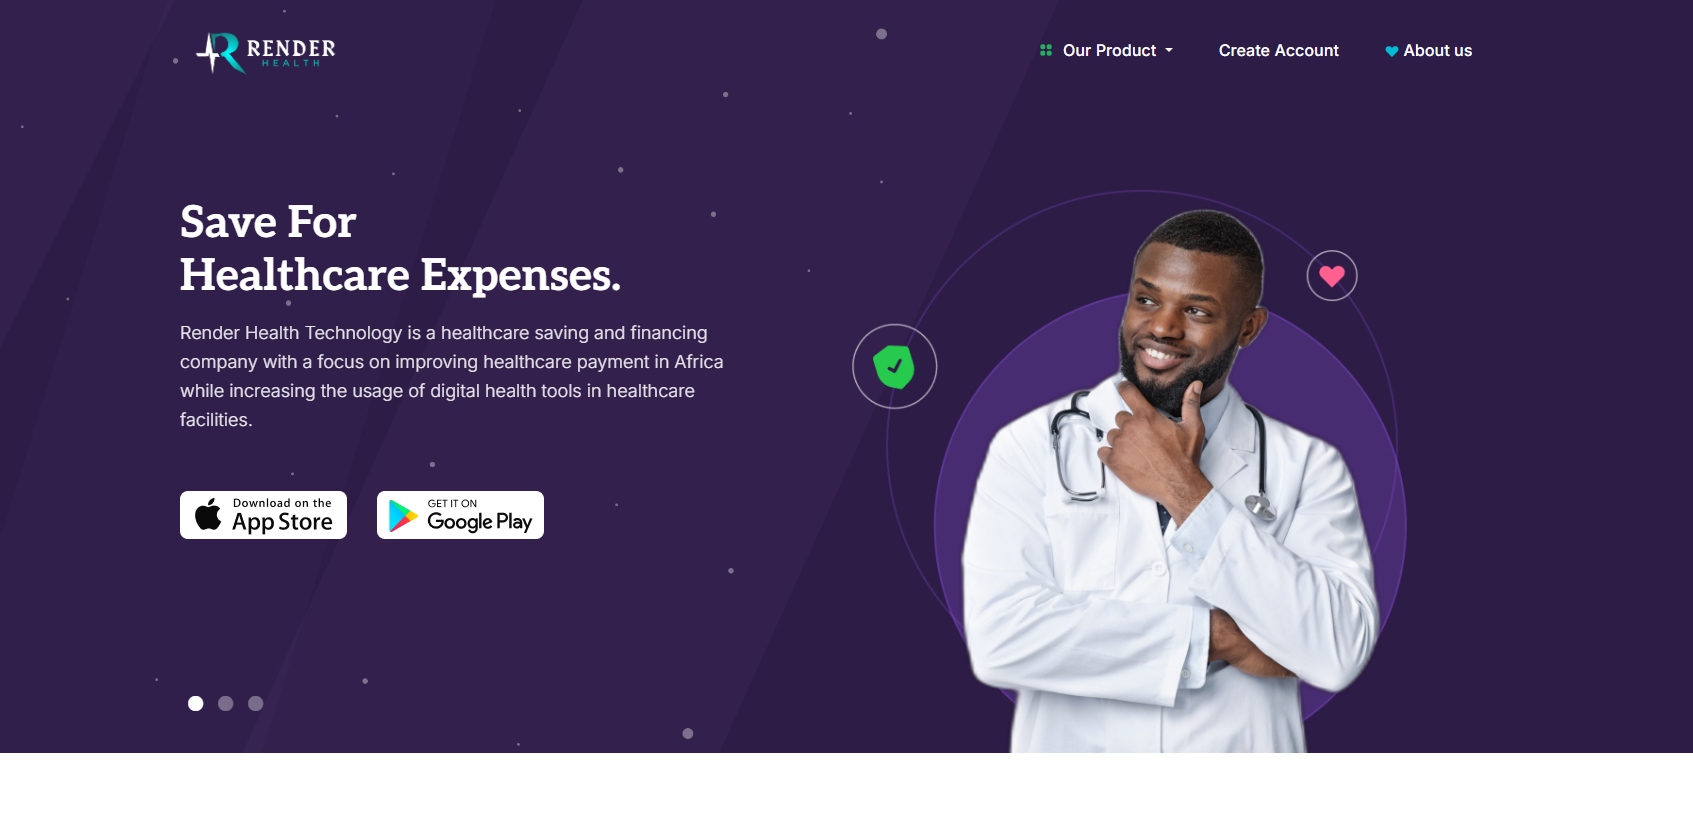 RENDER
HEALTH
Our Product
Create Account
About us
Save For
Healthcare Expenses.
Render Health Technology is a healthcare saving and financing
company with a focus on improving healthcare payment in Africa
while increasing the usage of digital health tools in healthcare
facilities.
Download on the
App Store
GET IT ON
Google Play